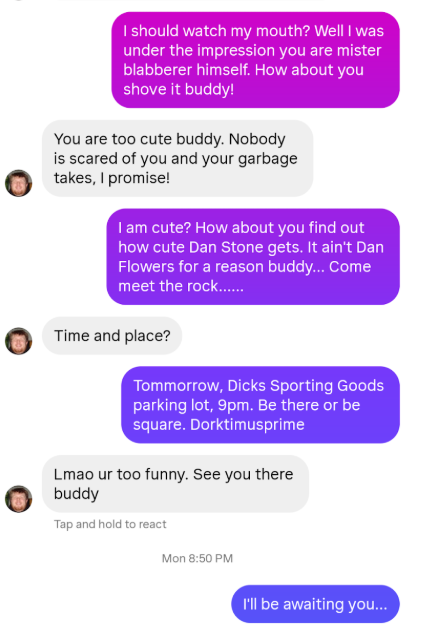 I should watch my mouth? Well I was
under the impression you are mister
blabberer himself. How about you
shove it buddy!
You are too cute buddy. Nobody
is scared of you and your garbage
takes, I promise!
I am cute? How about you find out
how cute Dan Stone gets. It ain't Dan
Flowers for a reason buddy... Come
meet the rock......
Time and place?
Tommorrow, Dicks Sporting Goods
parking lot, 9pm. Be there or be
square. Dorktimusprime
Lmao ur too funny. See you there
buddy
Tap and hold to react
Mon 8:50 PM
I'll be awaiting you...